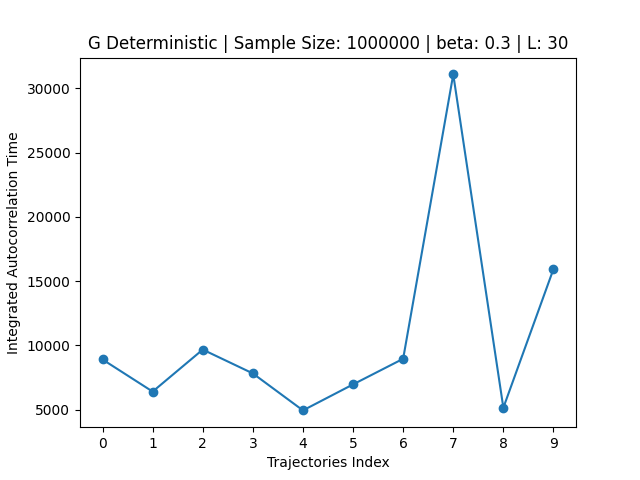 G Deterministic | Sample Size: 1000000 | beta: 0.3 | L: 30
Integrated Autocorrelation Time
30000
25000
20000
15000
10000
5000
0 1 2 3 4 5 6 7 8 9
Trajectories Index